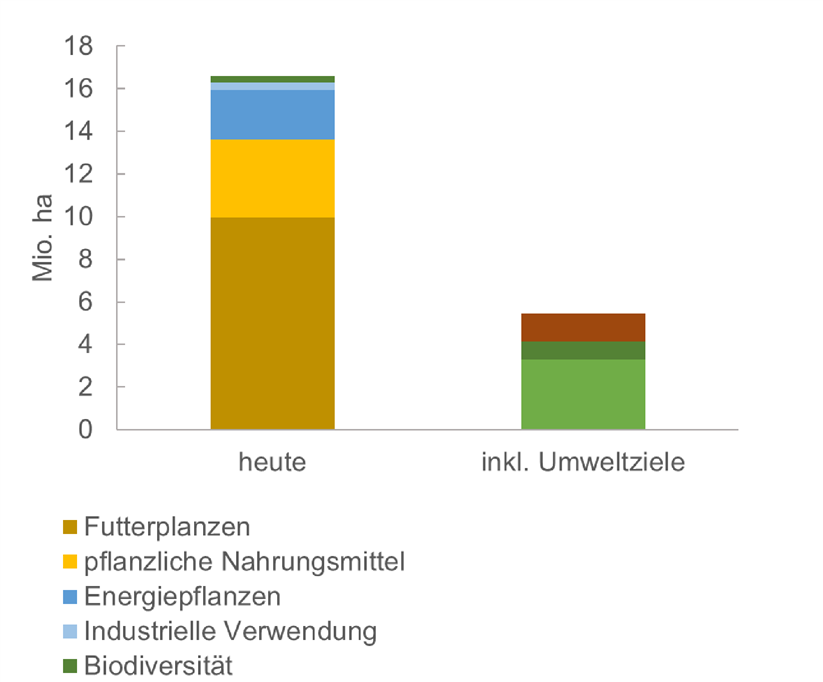 18
16
14
12
10
8
6
4
2
0
Mio. ha
heute
inkl. Umweltziele
Futterplanzen
pflanzliche Nahrungsmittel
Energiepflanzen
Industrielle Verwendung
Biodiversität